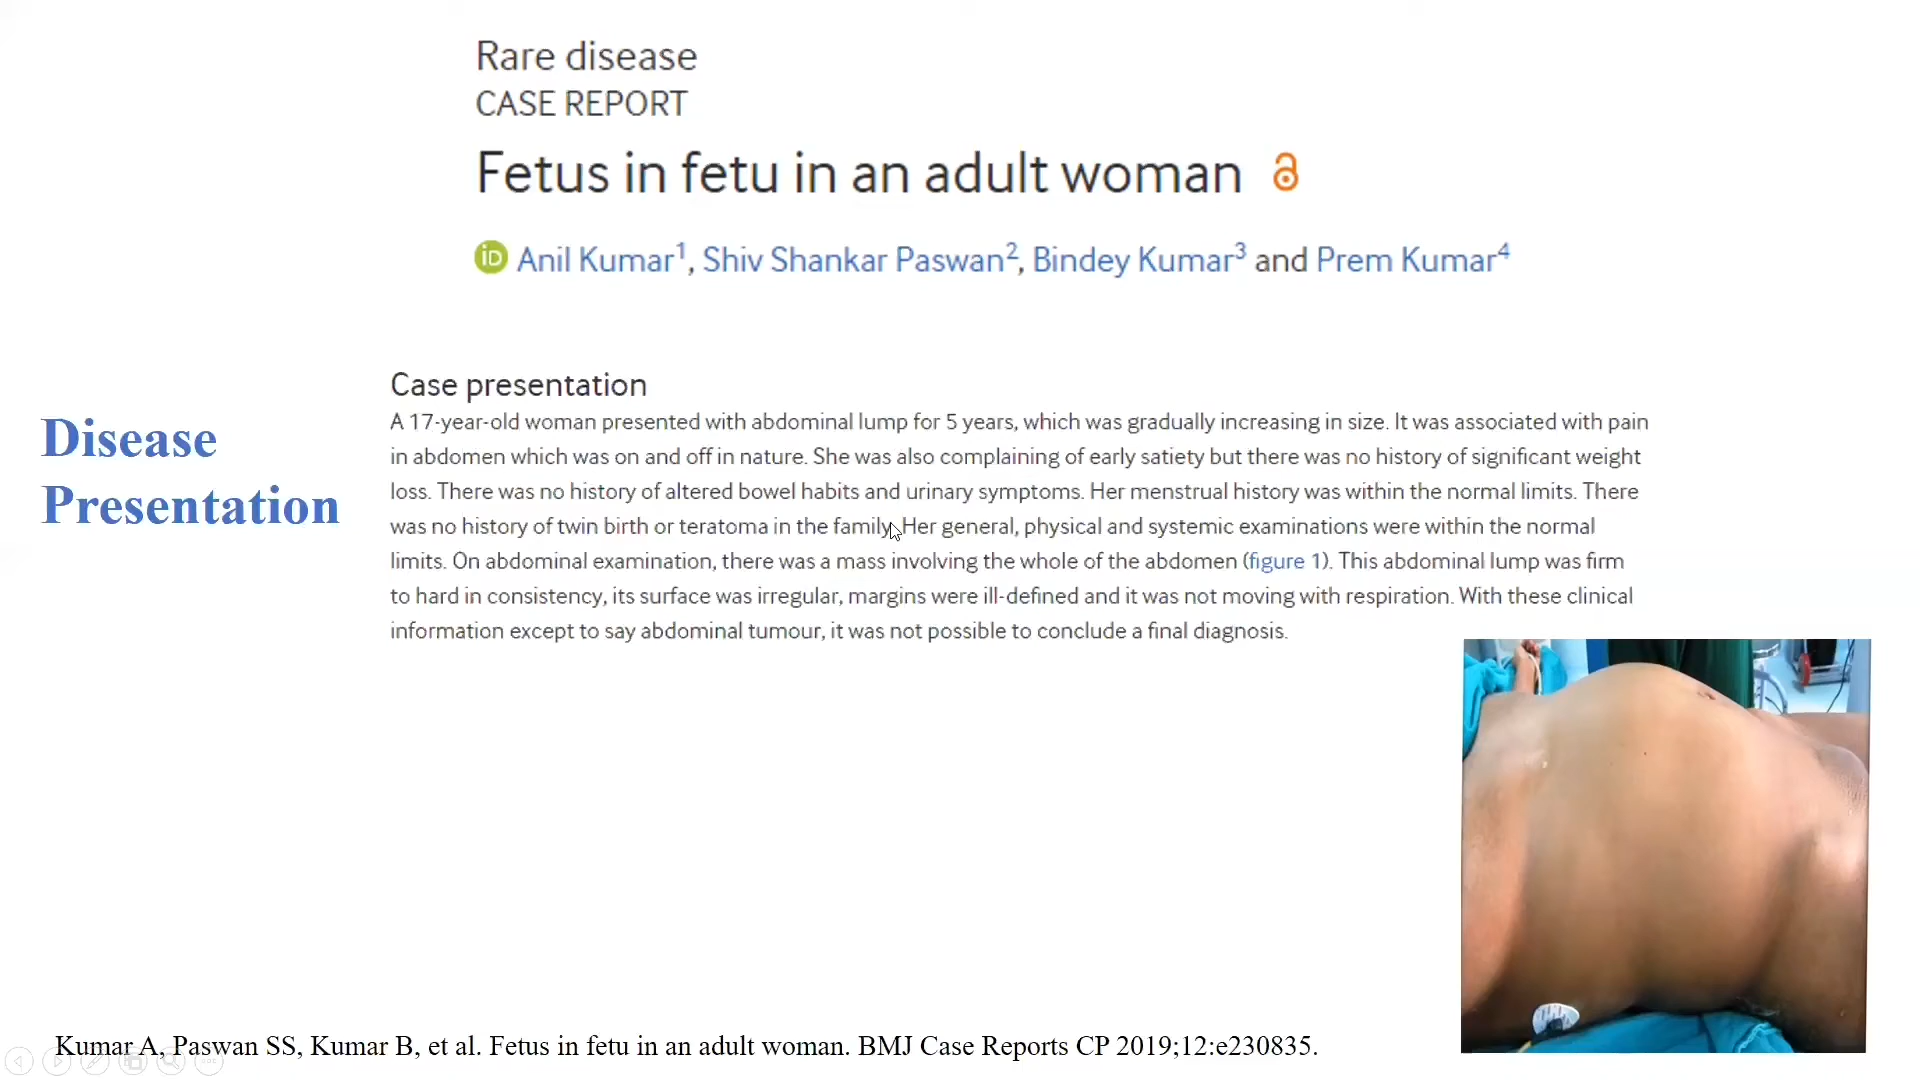 Rare disease
CASE REPORT
Fetus in fetu in an adult woman
iD Anil Kumar1, Shiv Shankar Paswan2, Bindey Kumar3 and Prem Kumar4
Case presentation
Disease
Presentation
A 17-year-old woman presented with abdominal lump for 5 years, which was gradually increasing in size. It was associated with pain
in abdomen which was on and off in nature. She was also complaining of early satiety but there was no history of significant weight
loss. There was no history of altered bowel habits and urinary symptoms. Her menstrual history was within the normal limits. There
was no history of twin birth or teratoma in the family. Her general, physical and systemic examinations were within the normal
limits. On abdominal examination, there was a mass involving the whole of the abdomen (figure 1). This abdominal lump was firm
to hard in consistency, its surface was irregular, margins were ill-defined and it was not moving with respiration. With these clinical
information except to say abdominal tumour, it was not possible to conclude a final diagnosis.
Kumar A, Paswan SS, Kumar B, et al. Fetus in fetu in an adult woman. BMJ Case Reports CP 2019;12:e230835.